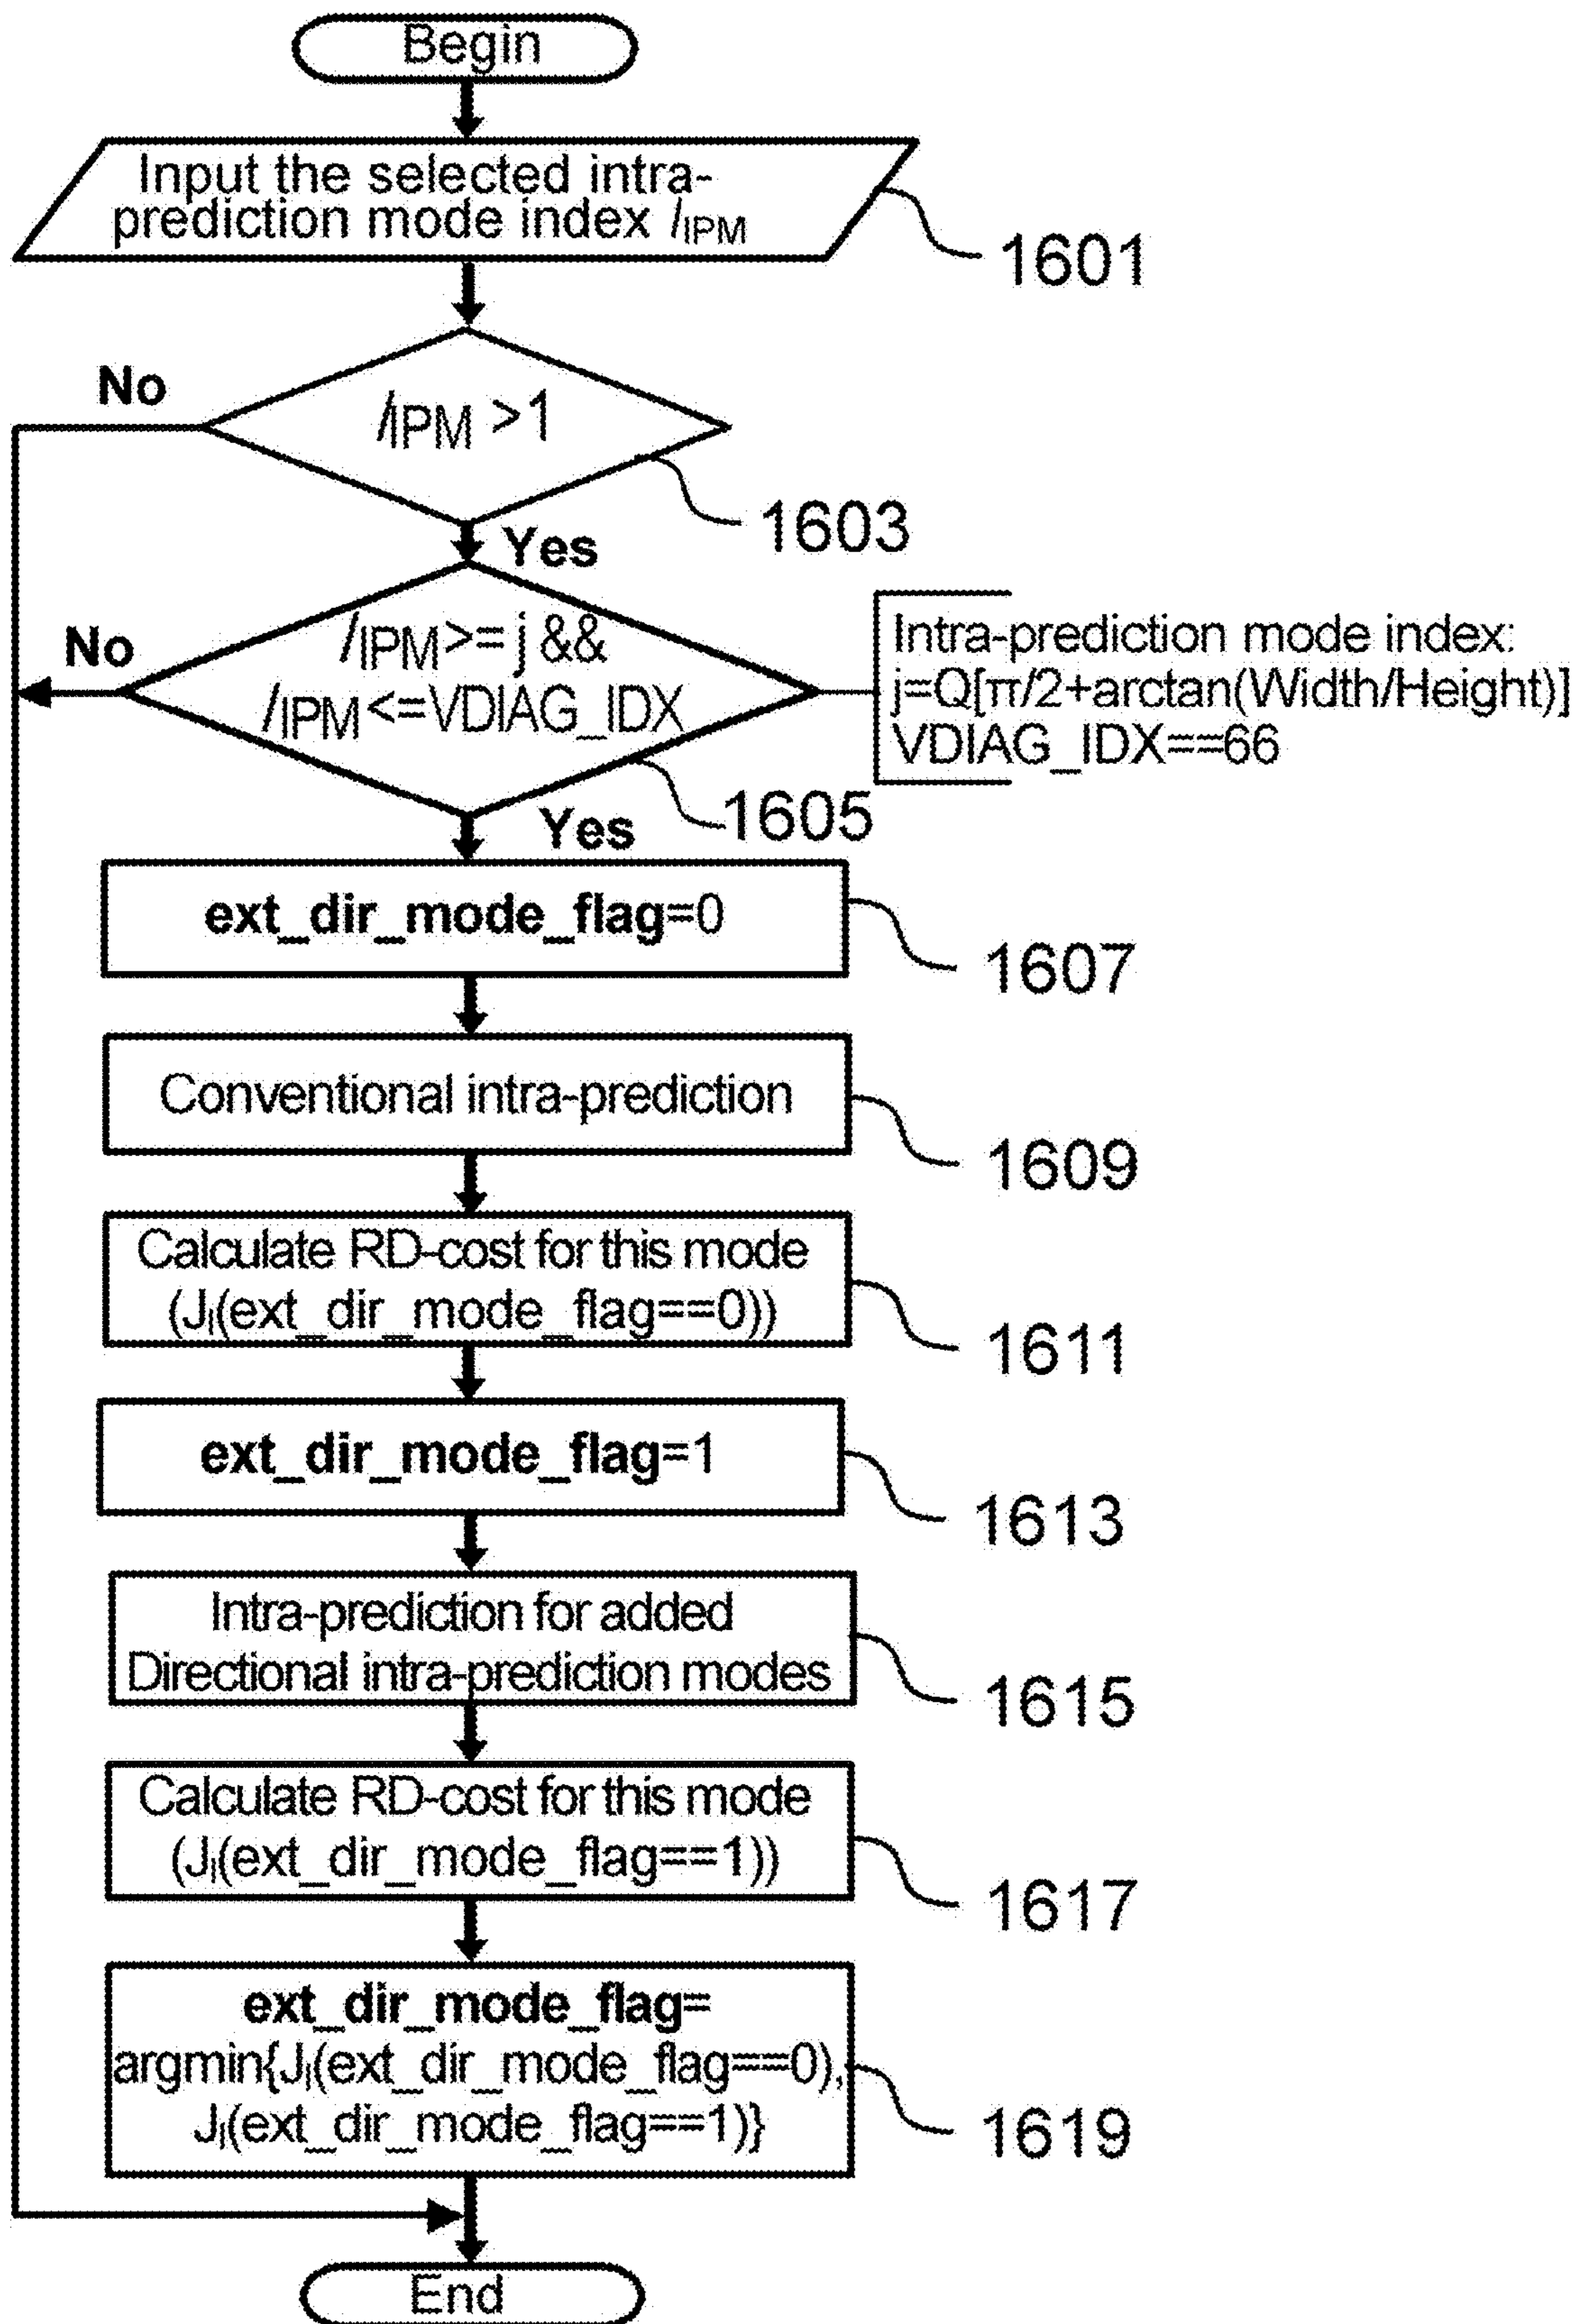 Begin
Input the selected intra-
prediction mode index IIPM
1601
No
IIPM >1
1603
Yes
No
IIPM>= j &&
IIPM<=VDIAG_IDX
Intra-prediction mode index:
j=Q[π/2+arctan(Width/Height)]
VDIAG_IDX==66
1605
Yes
ext_dir_mode_flag=0
1607
Conventional intra-prediction
1609
Calculate RD-cost for this mode
(JI(ext_dir_mode_flag==0))
1611
ext_dir_mode_flag=1
1613
Intra-prediction for added
Directional intra-prediction modes
1615
Calculate RD-cost for this mode
(JI(ext_dir_mode_flag==1))
1617
ext_dir_mode_flag=
argmin{JI(ext_dir_mode_flag==0),
JI(ext_dir_mode_flag==1)}
1619
End